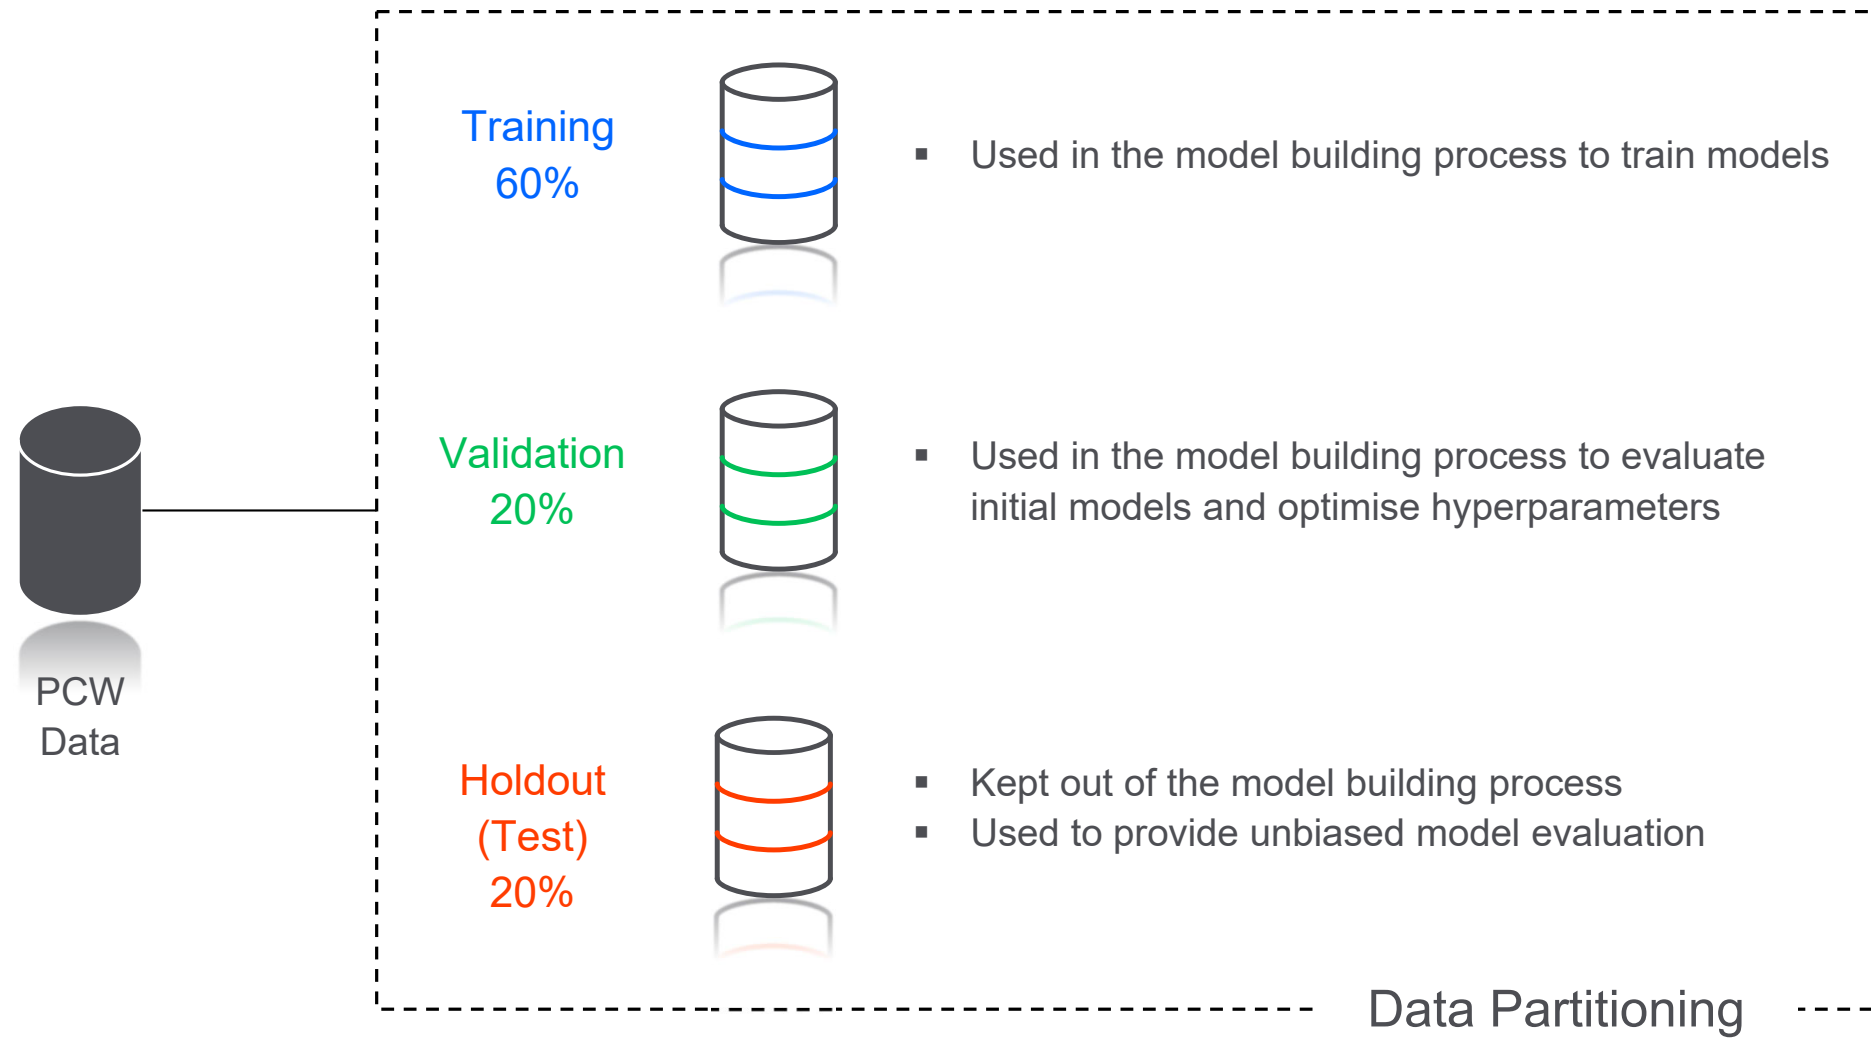 Training
60%
▪ Used in the model building process to train models
Validation
20%
▪ Used in the model building process to evaluate
initial models and optimise hyperparameters
PCW
Data
Holdout
(Test)
20%
▪ Kept out of the model building process
▪ Used to provide unbiased model evaluation
Data Partitioning